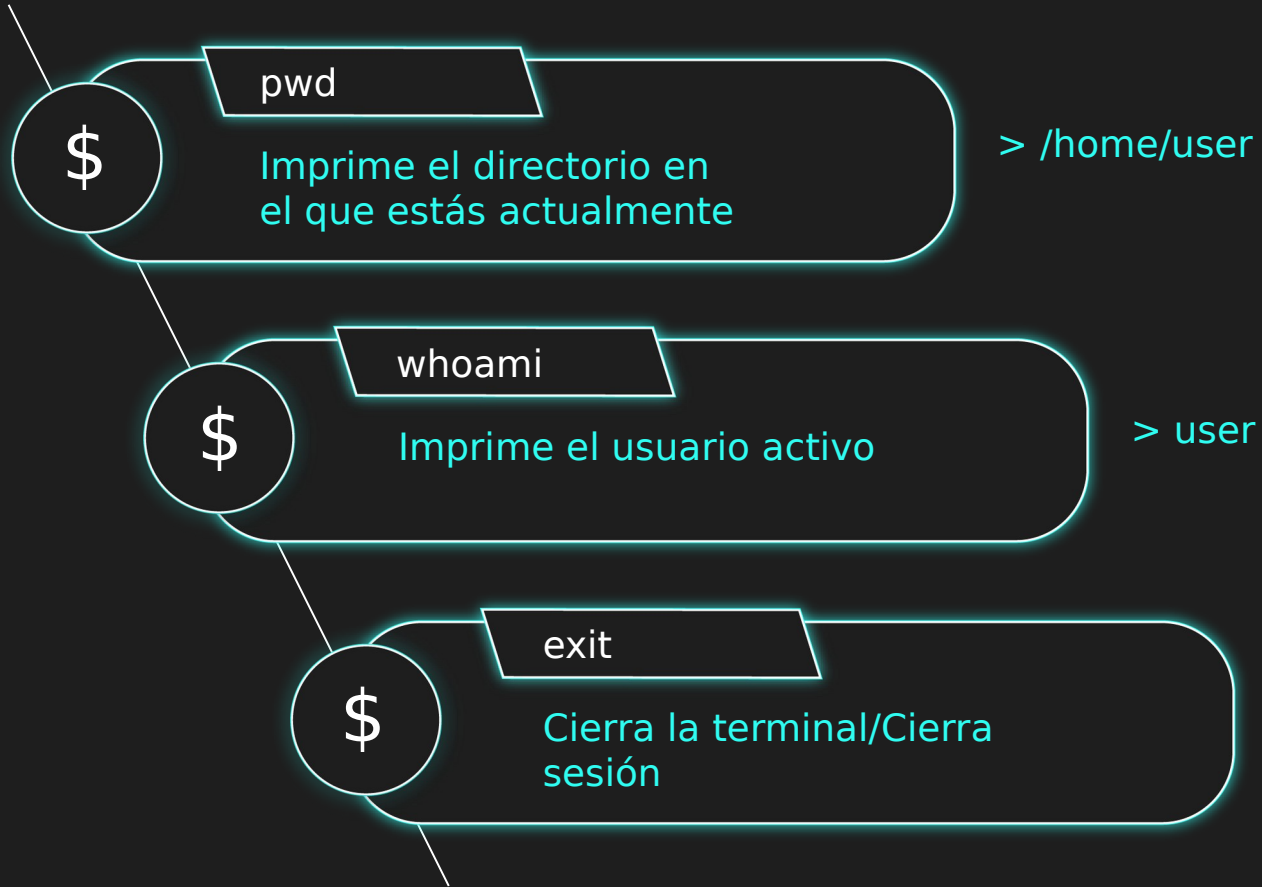 pwd
$
Imprime el directorio en
el que estás actualmente
> /home/user
whoami
$
Imprime el usuario activo
> user
exit
$
Cierra la terminal/Cierra
sesión